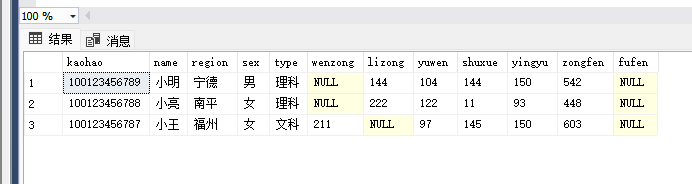 100 %
结果 消息
kaohao name region sex type wenzong lizong yuwen shuxue yingyu zongfen fufen
1 100123456789 小明 宁德 男 理科 NULL 144 104 144 150 542 NULL
2 100123456788 小亮 南平 女 理科 NULL 222 122 11 93 448 NULL
3 100123456787 小王 福州 女 文科 211 NULL 97 145 150 603 NULL